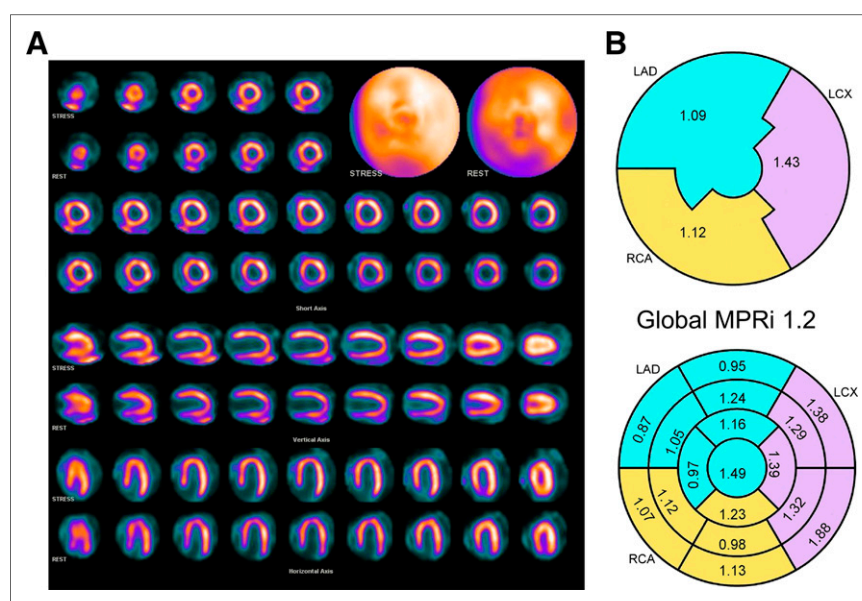 A
STRESS
REST
STRESS
REST
Short Axis
STRESS
REST
Vertical Axis
STRESS
REST
Horizontal Axis
B
LAD
LCX
1.09
1.43
1.12
RCA
Global MPRi 1.2
LAD
LCX
0.95
1.24
1.16
0.87
1.05
0.97
1.49
1.39
1.29
1.38
1.07
1.12
1.23
0.98
1.13
1.32
1.88
RCA